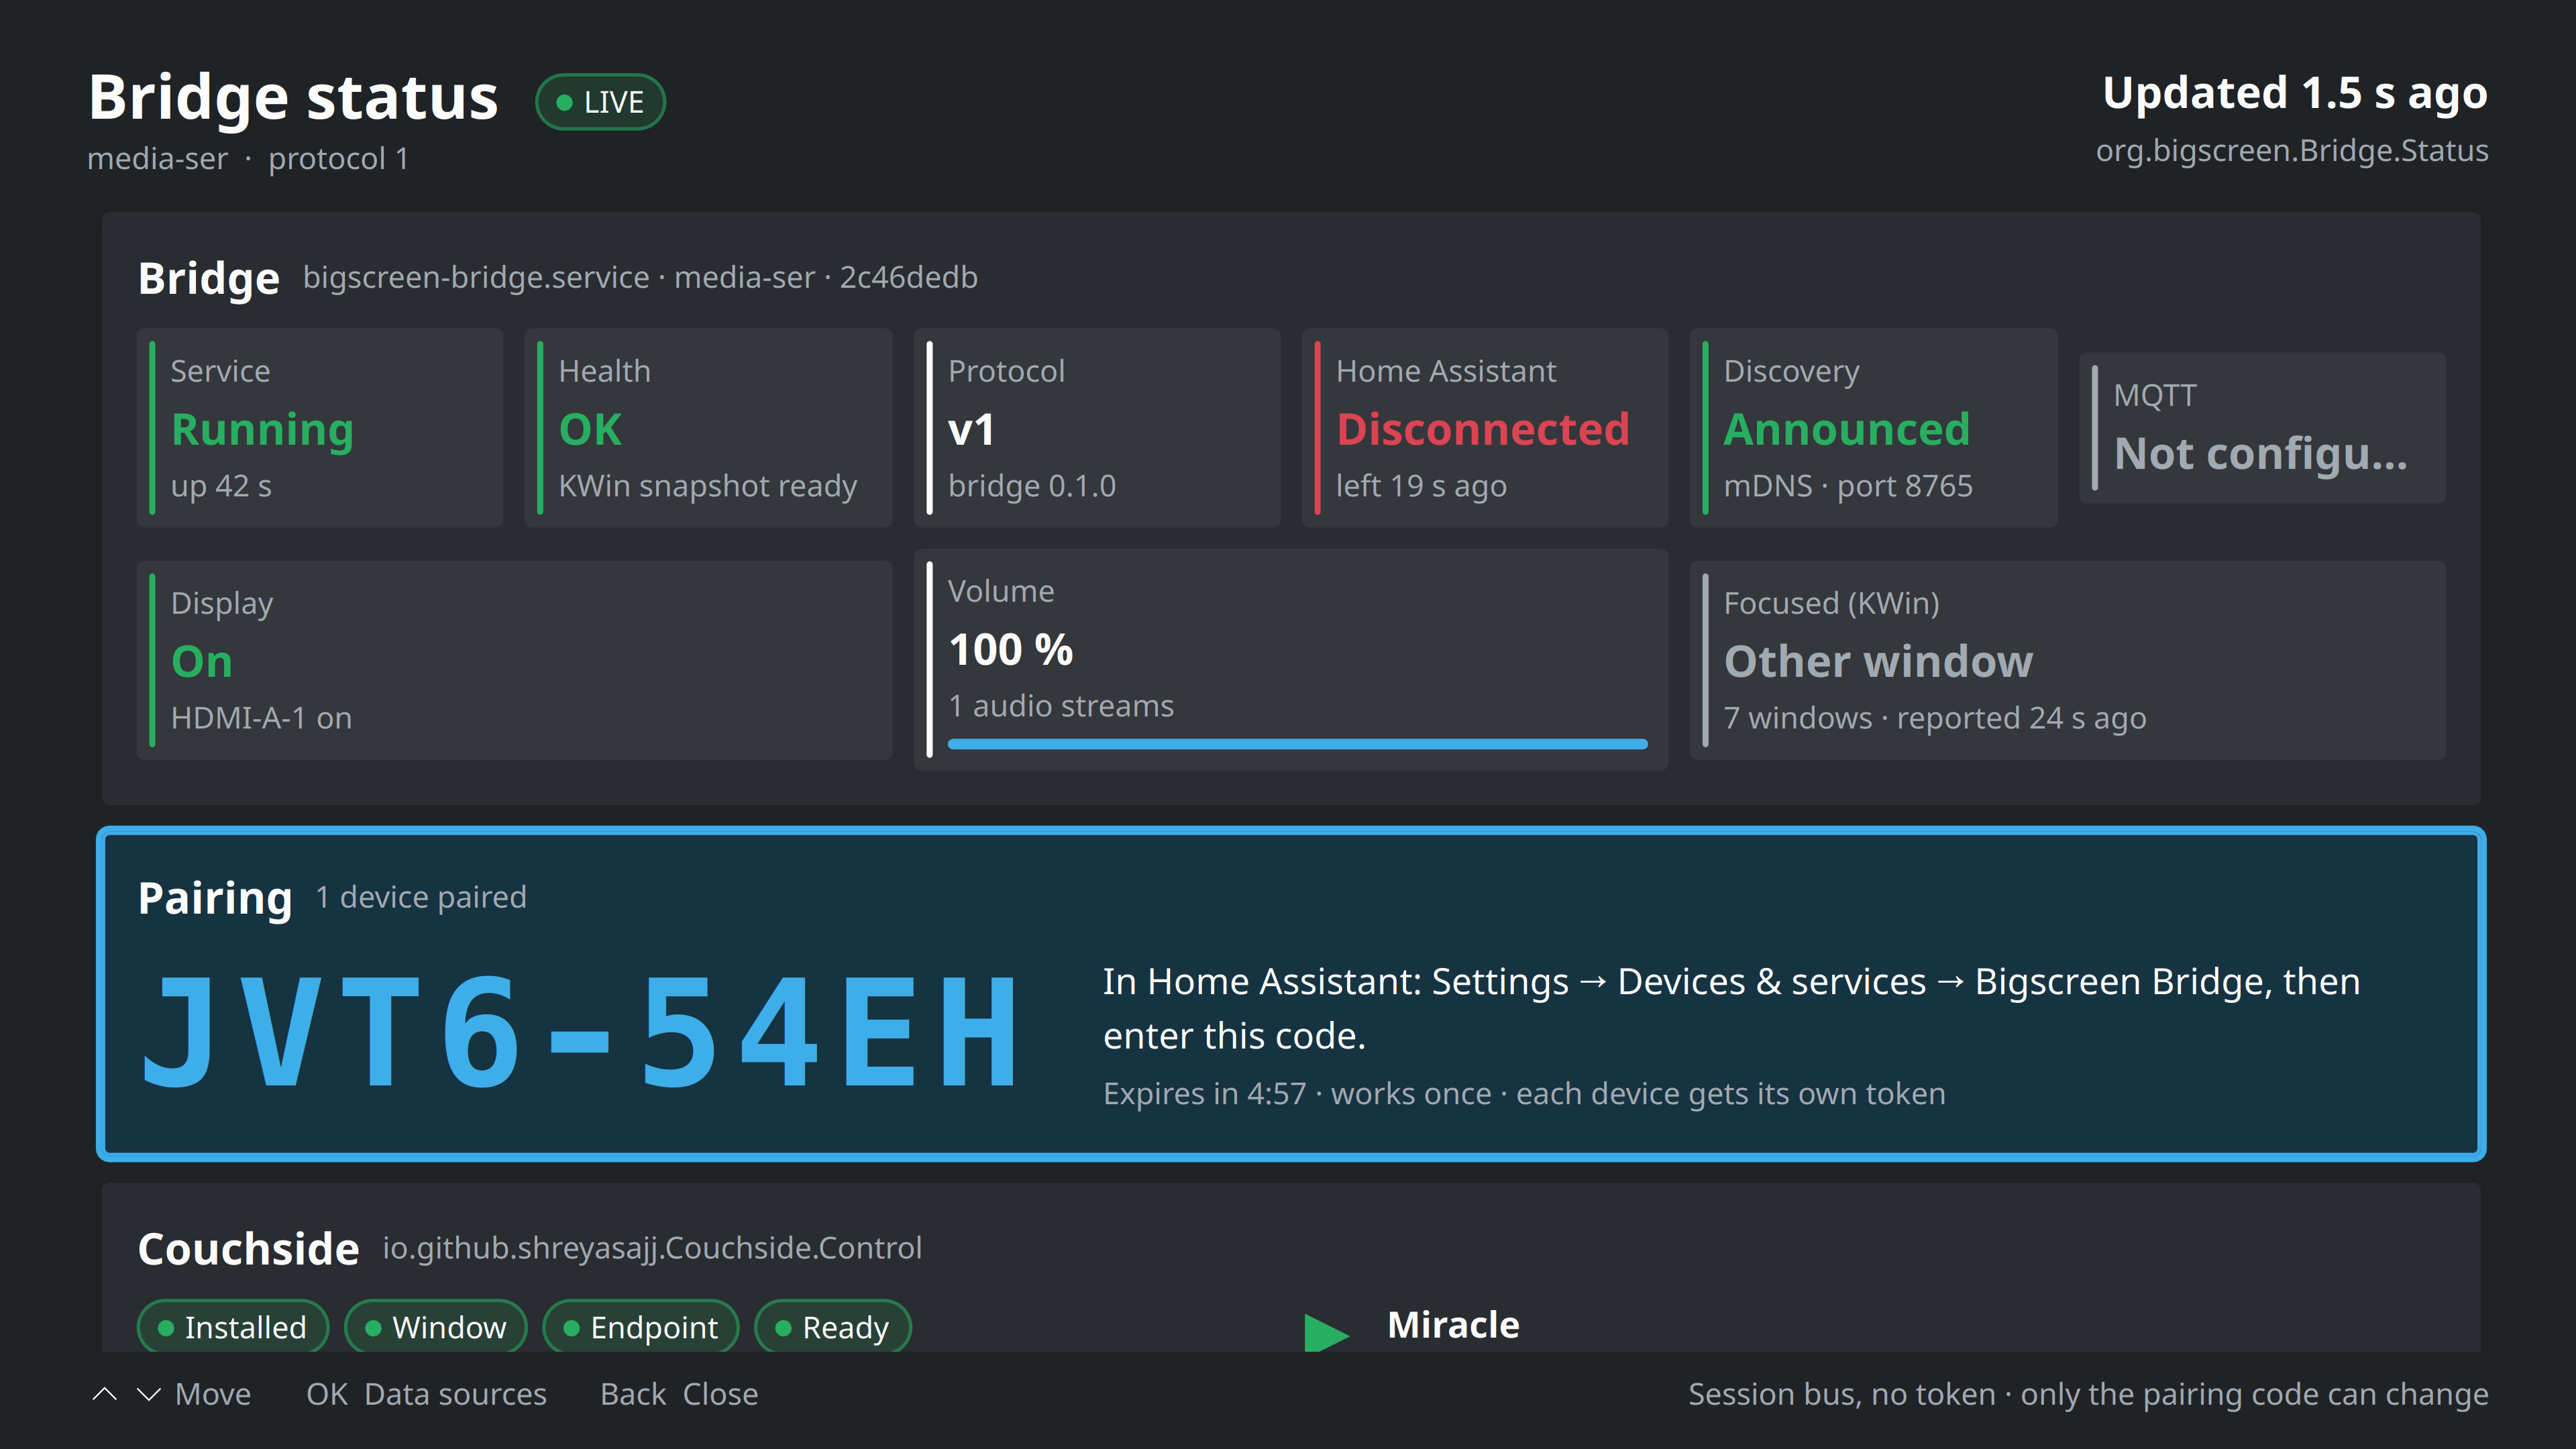 Bridge status
LIVE
Updated 1.5 s ago
media-ser · protocol 1
org.bigscreen.Bridge.Status
Bridge bigscreen-bridge.service · media-ser · 2c46dedb
Service
Running
up 42 s
Health
OK
KWin snapshot ready
Protocol
v1
bridge 0.1.0
Home Assistant
Disconnected
left 19 s ago
Discovery
Announced
mDNS · port 8765
MQTT
Not configu...
Display
On
HDMI-A-1 on
Volume
100 %
1 audio streams
Focused (KWin)
Other window
7 windows · reported 24 s ago
Pairing 1 device paired
JVT6-54EH
In Home Assistant: Settings → Devices & services → Bigscreen Bridge, then
enter this code.
Expires in 4:57 · works once · each device gets its own token
Couchside io.github.shreyasajj.Couchside.Control
Installed
Window
Endpoint
Ready
Miracle
Move OK Data sources Back Close
Session bus, no token · only the pairing code can change